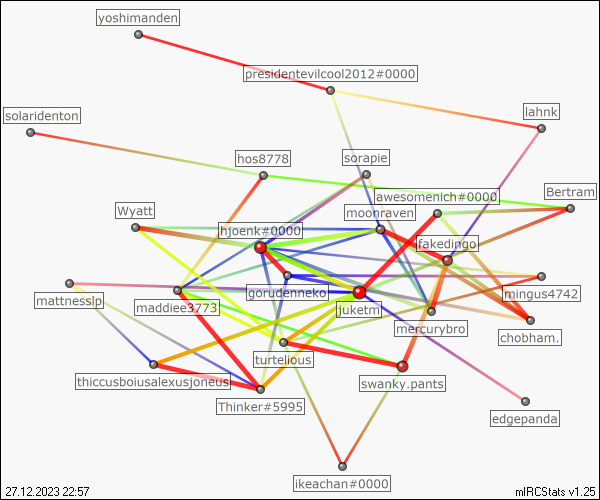 yoshimanden
presidentevilcool2012#0000
lahnk
solaridenton
hos8778
sorapie
awesomenich#0000
Bertram
Wyatt
moonraven
hjoenk#0000
fakedingo
gorudenneko
mingus4742
mattnesslp
maddiee3773
juketm
mercurybro
chobham.
turtelious
thiccusboiusalexusjoneus
swanky.pants
Thinker#5995
edgepanda
ikeachan#0000
27.12.2023 22:57
mIRCStats v1.25